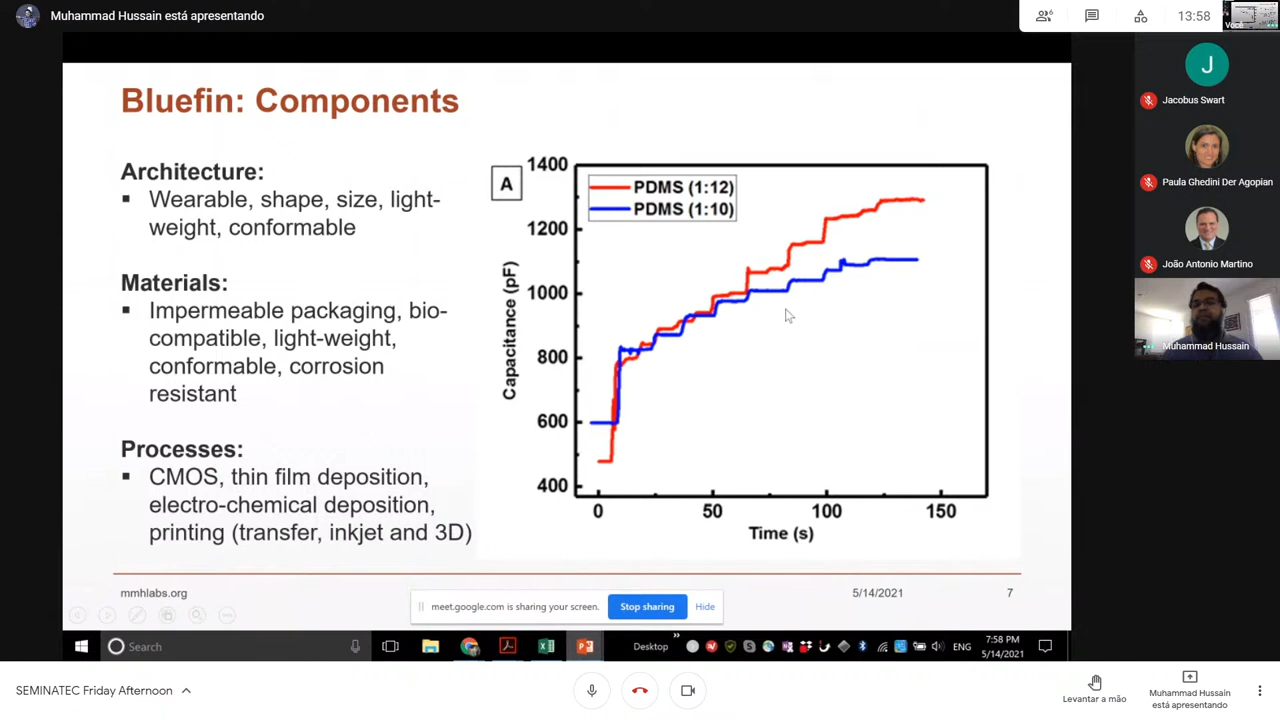 Muhammad Hussain está apresentando
6
13:58
Você
Bluefin: Components
Architecture:
▪ Wearable, shape, size, light-
weight, conformable
Materials:
▪ Impermeable packaging, bio-
compatible, light-weight,
conformable, corrosion
resistant
Processes:
▪ CMOS, thin film deposition,
electro-chemical deposition,
printing (transfer, inkjet and 3D)
A
PDMS (1:12)
PDMS (1:10)
1400
1200
1000
800
600
400
Capacitance (pF)
0 50 100 150
Time (s)
mmhlabs.org
5/14/2021
7
meet.google.com is sharing your screen.
Stop sharing
Hide
J
Jacobus Swart
Paula Ghedini Der Agopian
João Antonio Martino
Muhammad Hussain
Search
Desktop
ENG
7:58 PM
5/14/2021
SEMINATEC Friday Afternoon
Levantar a mão
Muhammad Hussain
está apresentando